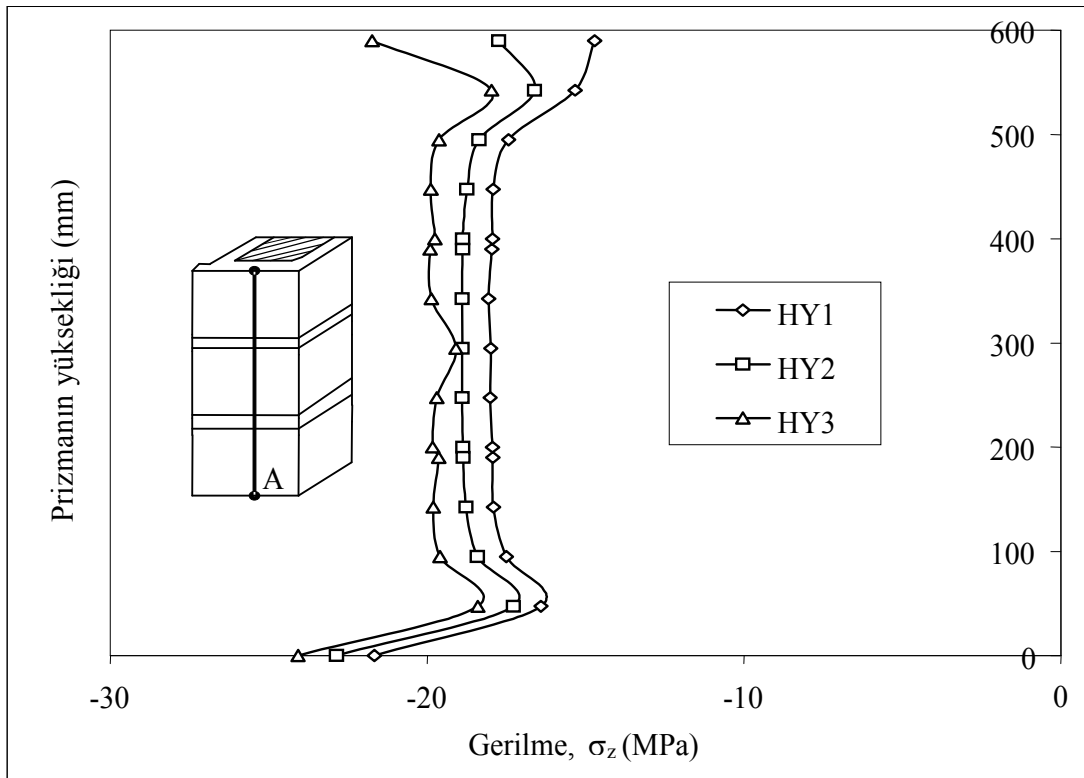 600
500
400
300
200
100
0
Prizmanın yüksekliği (mm)
A
HY1
HY2
HY3
-30
-20
-10
0
Gerilme, σz (MPa)